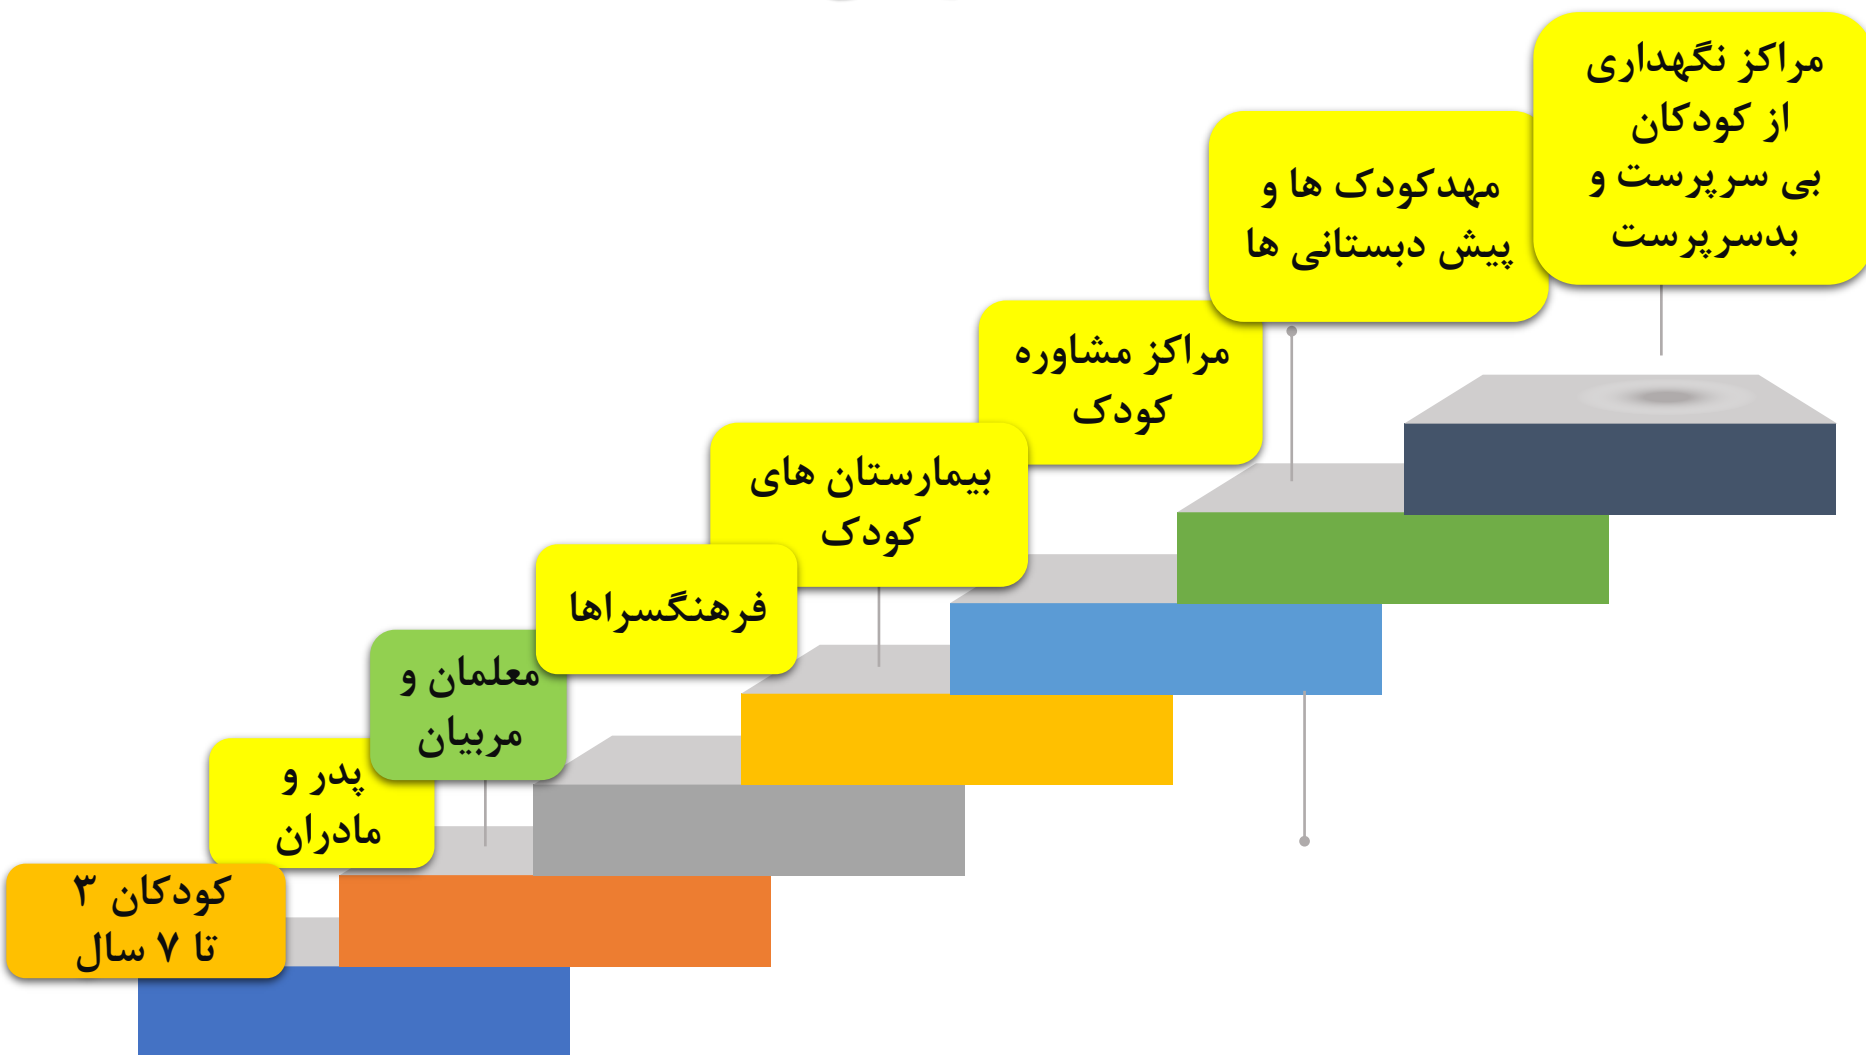 مراکز نگهداری
از کودکان
بی سرپرست و
بدسرپرست
مهدکودک ها و
پیش دبستانی ها
مراکز مشاوره
کودک
بیمارستان های
کودک
فرهنگسراها
معلمان و
مربیان
پدر و
مادران
کودکان ۳
تا ۷ سال